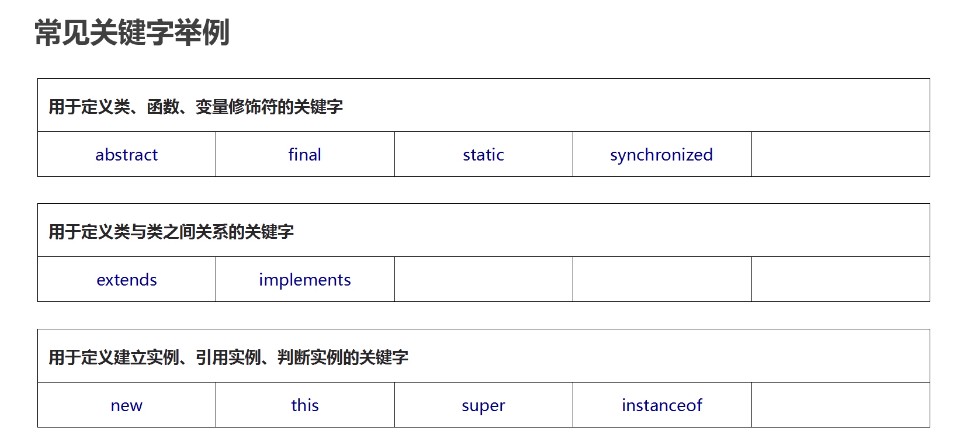 常见关键字举例
用于定义类、函数、变量修饰符的关键字
abstract final static synchronized
用于定义类与类之间关系的关键字
extends implements
用于定义建立实例、引用实例、判断实例的关键字
new this super instanceof